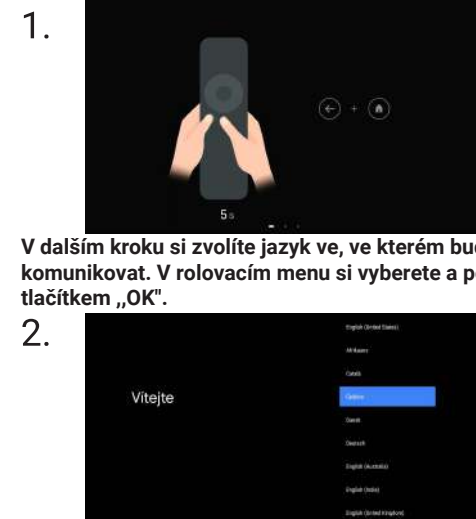 1.
+
5 s
V dalším kroku si zvolíte jazyk ve, ve kterém
komunikovat. V rolovacím menu si vyberete a
tlačítkem ,,OK".
2.
English (United States)
Afrikaans
Català
Vítejte
Čeština
Dansk
Deutsch
English (Australia)
English (India)
English (United Kingdom)